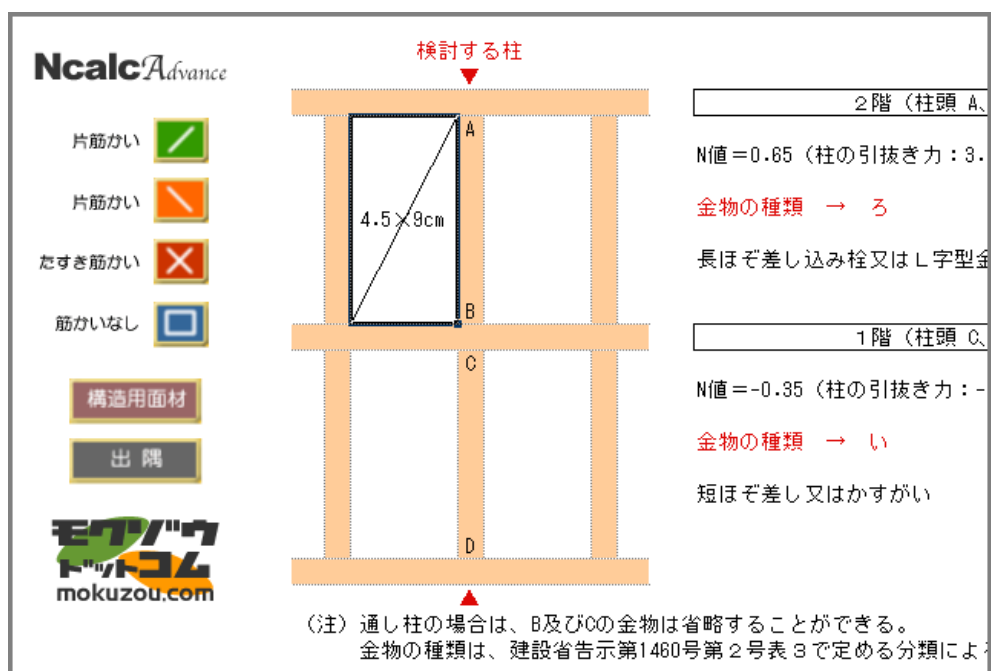 検討する柱
NcalcAdvance
片筋かい
片筋かい
たすき筋かい
筋かいなし
構造用面材
出隅
モクゾウ
ドットコム
mokuzou.com
A
4.5×9cm
B
C
D
2階（柱頭 A、
N値＝0.65（柱の引抜き力：3.
金物の種類 → ろ
長ほぞ差し込み栓又はL字型金
1階（柱頭 C、
N値＝-0.35（柱の引抜き力：-
金物の種類 → い
短ほぞ差し又はかすがい
（注）通し柱の場合は、B及びCの金物は省略することができる。
金物の種類は、建設省告示第1460号第2号表3で定める分類によ